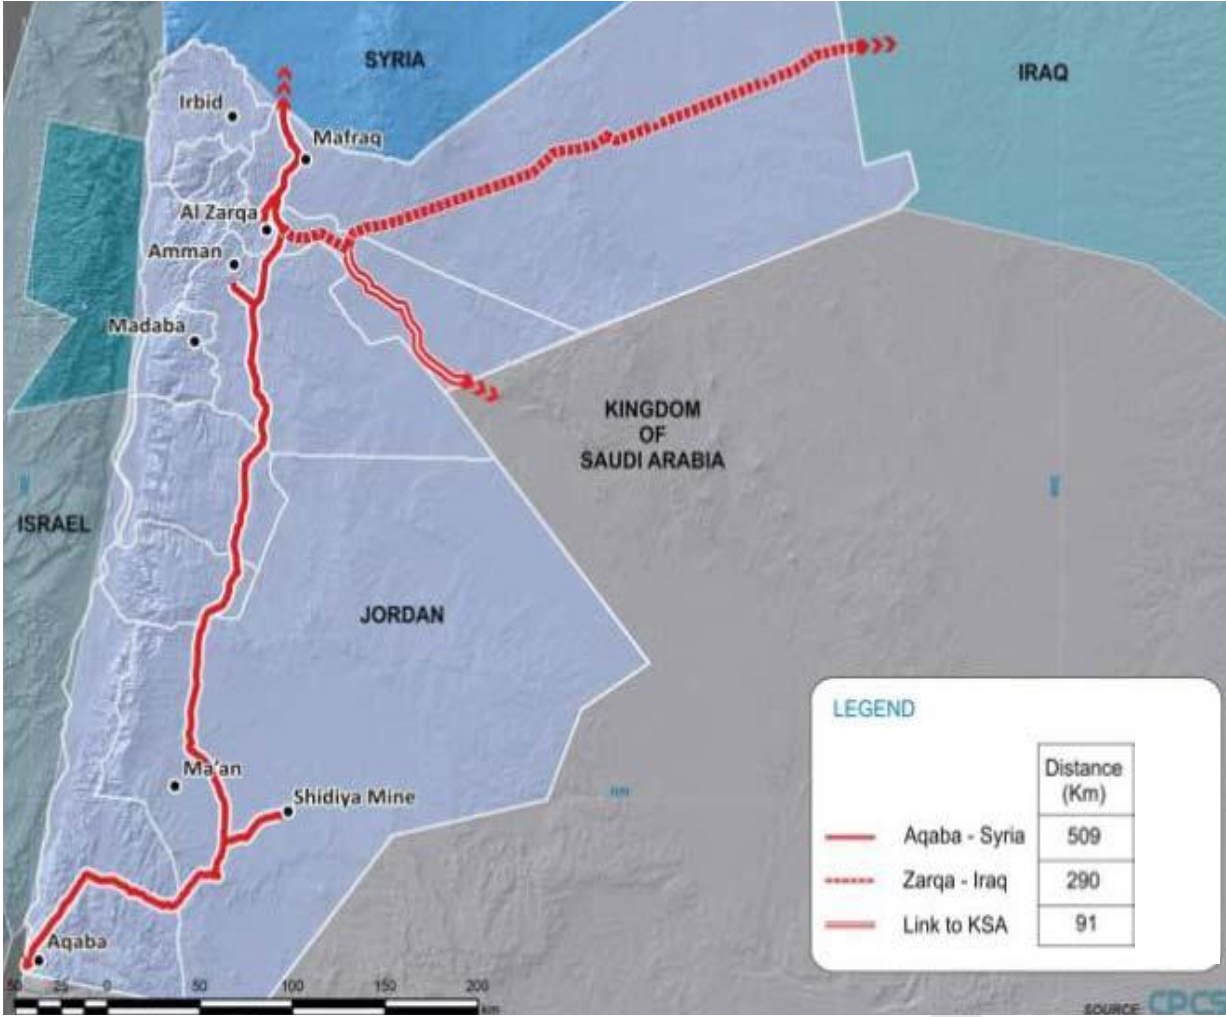 SYRIA
IRAQ
Irbid
Mafraq
Al Zarqa
Amman
Madaba
KINGDOM
OF
SAUDI ARABIA
ISRAEL
JORDAN
Ma'an
Shidiya Mine
Aqaba
LEGEND
Distance
(Km)
Aqaba - Syria 509
Zarqa - Iraq 290
Link to KSA 91
50 25 0 50 100 150 200
km
SOURCE: CPCS